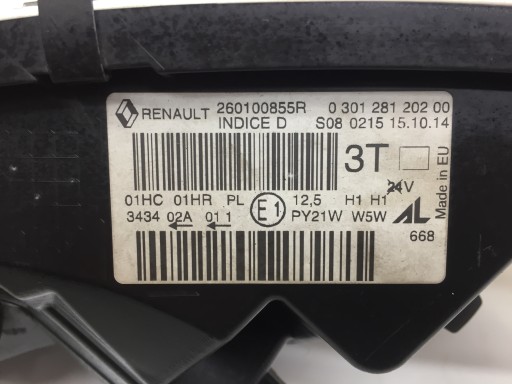 RENAULT 260100855R 0 301 281 202 00
INDICE D S08 0215 15.10.14
3T
Made in EU
01HC 01HR PL E1 12,5 H1 H1 24V
3434 02A 01 1 PY21W W5W AL
668